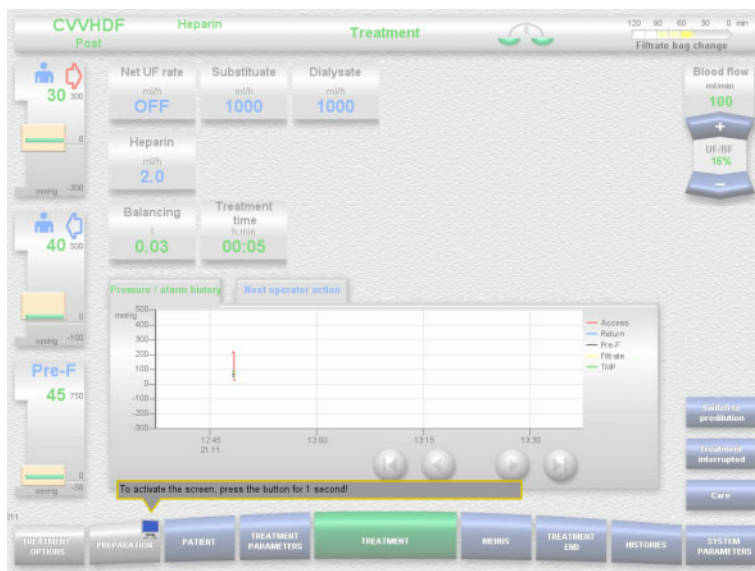 CVVHDF
Post
Heparin
Treatment
120 90 60 30 0 min
Filtrate bag change
30 300
0
mmHg -300
40 500
0
mmHg -100
Pre-F
45 750
0
mmHg -50
Net UF rate
ml/h
OFF
Substituate
ml/h
1000
Dialysate
ml/h
1000
Heparin
ml/h
2.0
Balancing
l
0.03
Treatment
time
h:min
00:05
Blood flow
ml/min
100
+
UF/BF
16%
−
Pressure / alarm history
Next operator action
mmHg
500
400
300
200
100
0
-100
-200
-300
12:45
21.11.
13:00
13:15
13:30
Access
Return
Pre-F
Filtrate
TMP
Switch to
predilution
Treatment
interrupted
Care
To activate the screen, press the button for 1 second!
TREATMENT
OPTIONS
PREPARATION
PATIENT
TREATMENT
PARAMETERS
TREATMENT
MENUS
TREATMENT
END
HISTORIES
SYSTEM
PARAMETERS